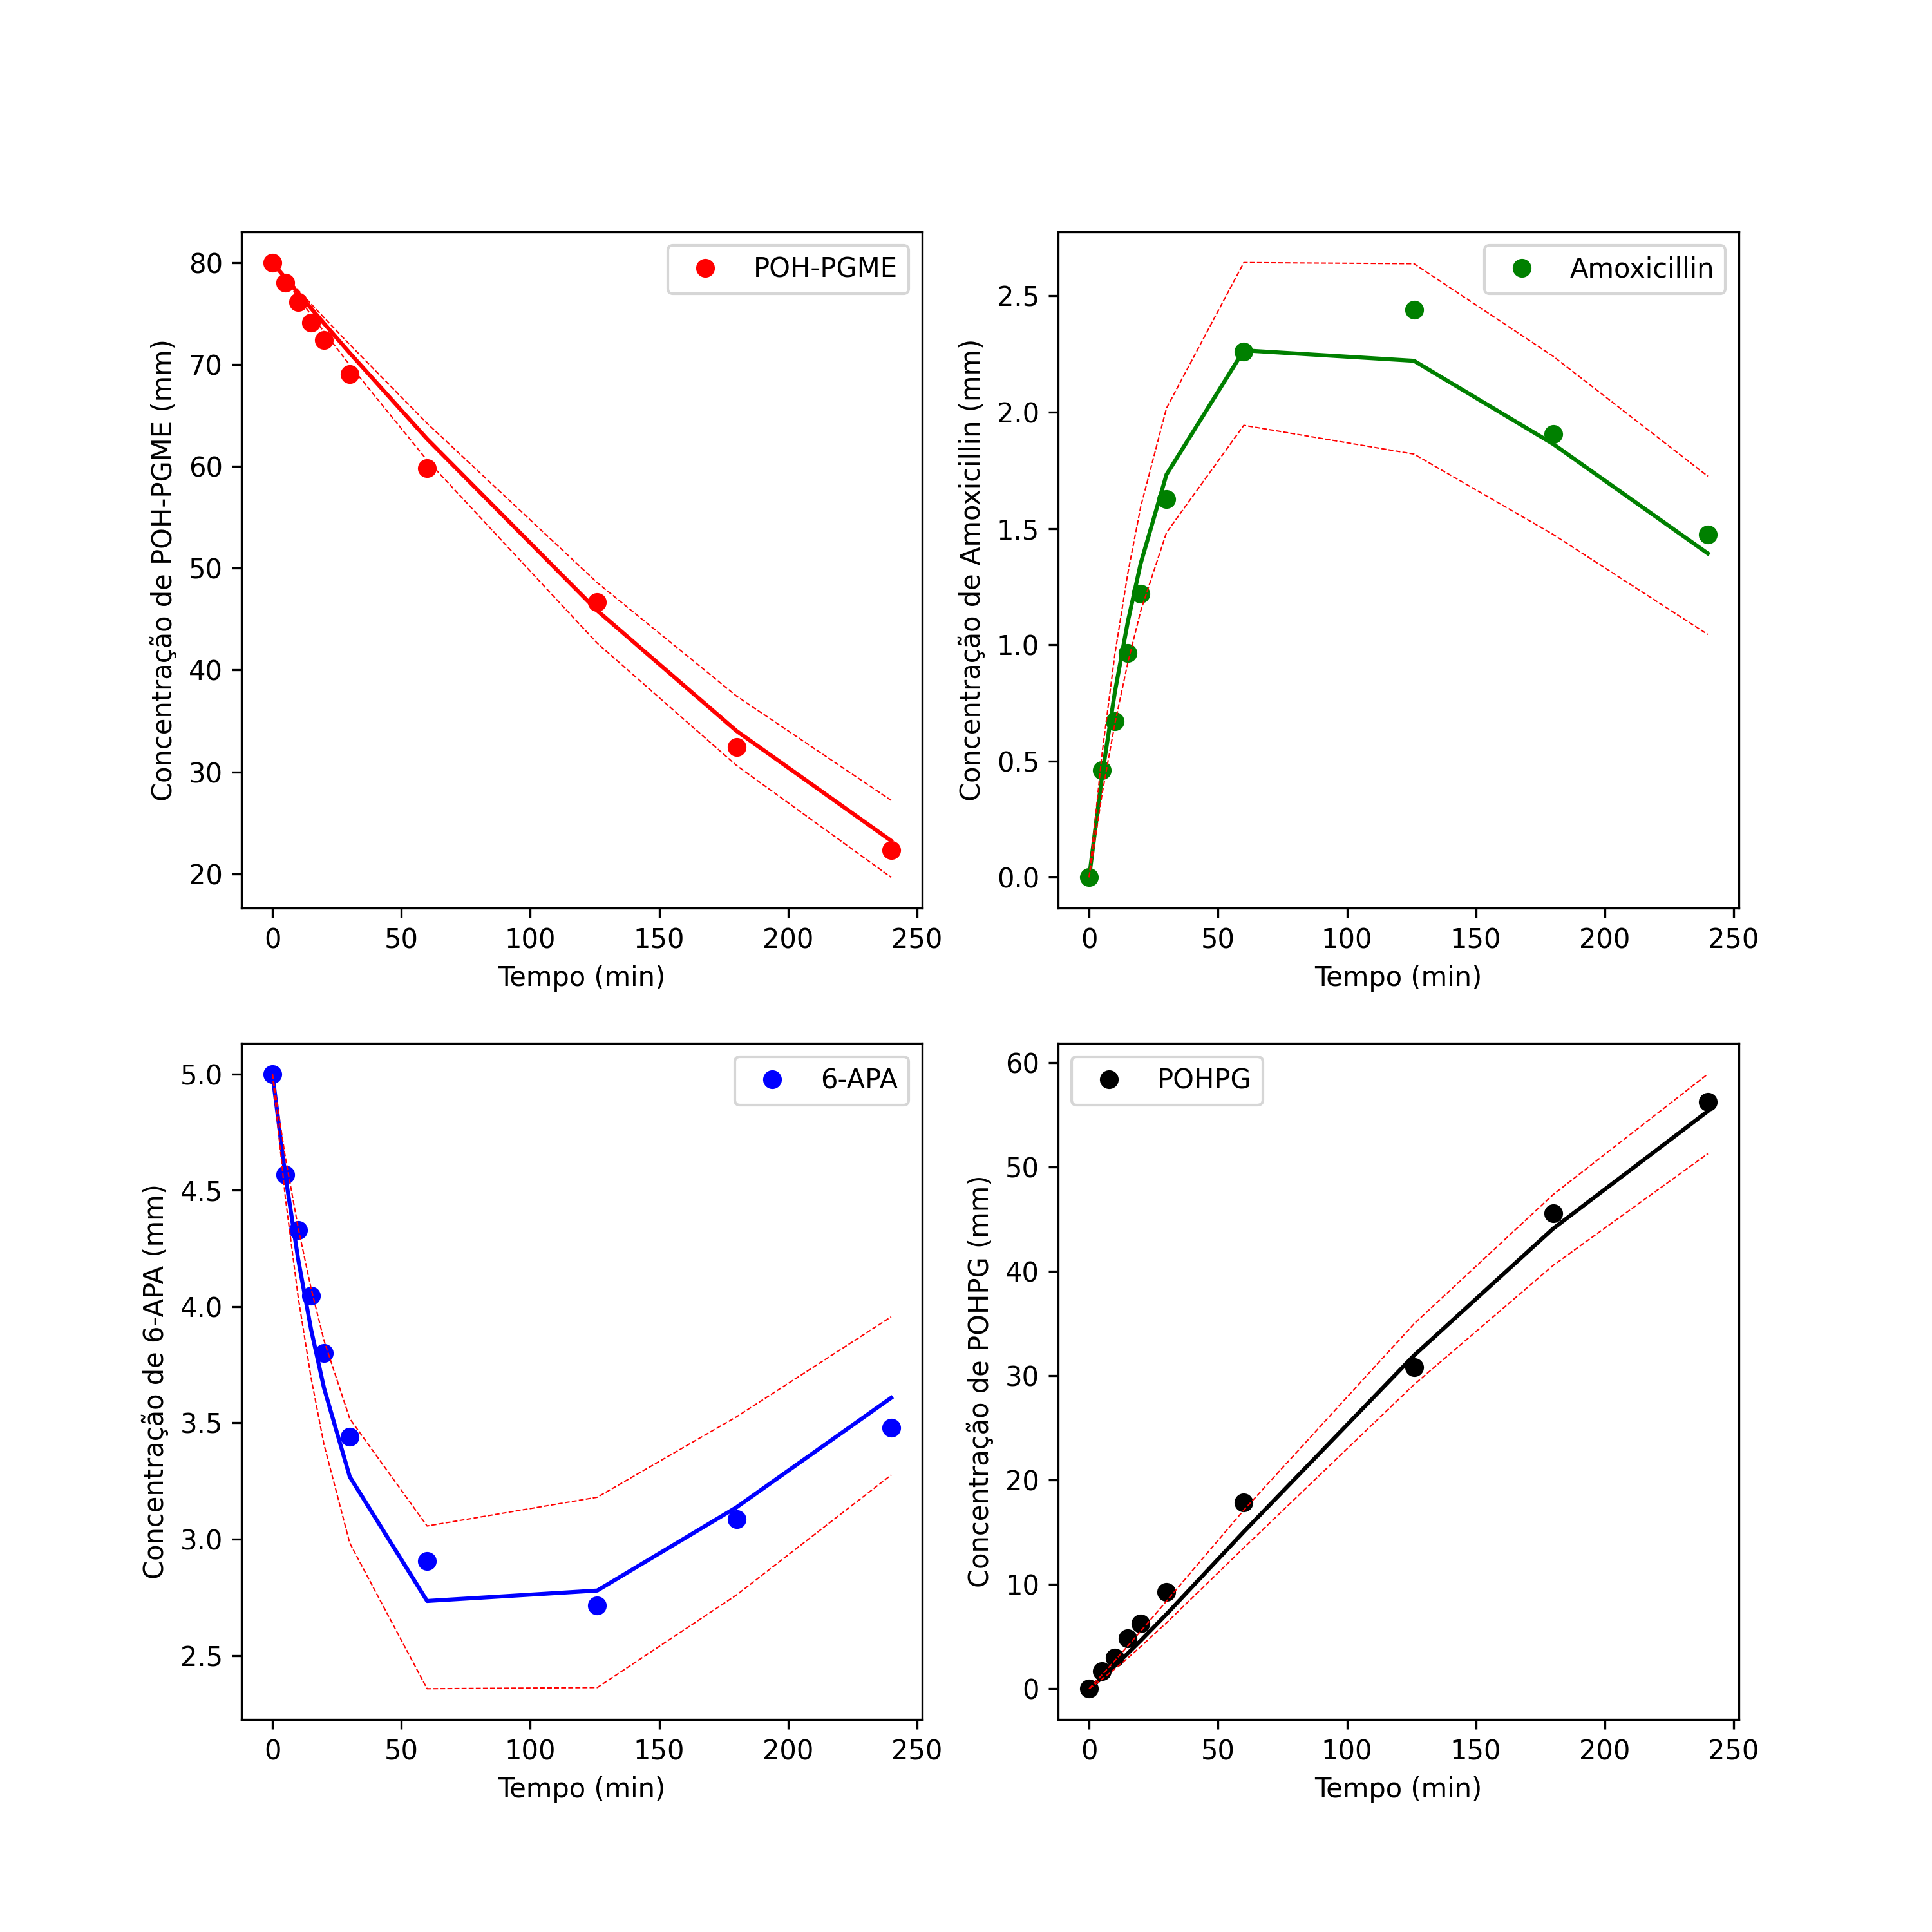 POH-PGME
Concentração de POH-PGME (mm)
80
70
60
50
40
30
20
0 50 100 150 200 250
Tempo (min)
Amoxicillin
Concentração de Amoxicillin (mm)
2.5
2.0
1.5
1.0
0.5
0.0
0 50 100 150 200 250
Tempo (min)
6-APA
Concentração de 6-APA (mm)
5.0
4.5
4.0
3.5
3.0
2.5
0 50 100 150 200 250
Tempo (min)
POHPG
Concentração de POHPG (mm)
60
50
40
30
20
10
0
0 50 100 150 200 250
Tempo (min)